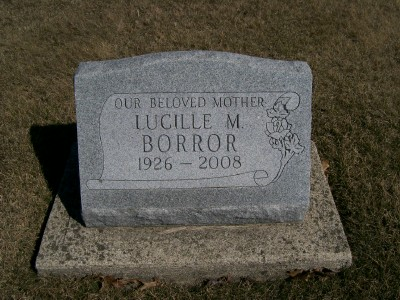 OUR BELOVED MOTHER
LUCILLE M.
BORROR
1926 – 2008